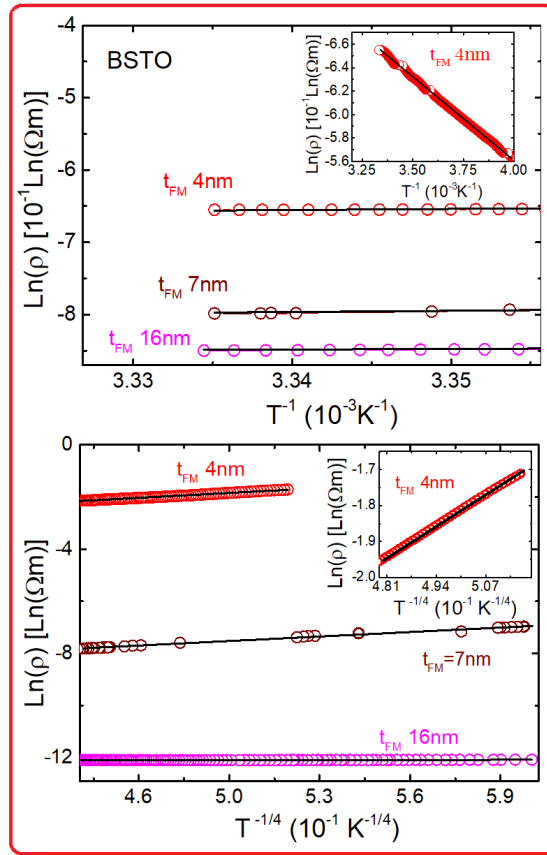 BSTO
Ln(ρ) [10⁻¹Ln(Ωm)]
-4
-5
-6
-7
-8
t_FM 4nm
t_FM 7nm
t_FM 16nm
3.33
3.34
3.35
T⁻¹ (10⁻³K⁻¹)
t_FM 4nm
Ln(ρ) [10⁻¹Ln(Ωm)]
-6.6
-6.4
-6.2
-6.0
-5.8
-5.6
3.25
3.50
3.75
4.00
T⁻¹ (10⁻³K⁻¹)
Ln(ρ) [Ln(Ωm)]
0
-4
-8
-12
t_FM 4nm
t_FM=7nm
t_FM 16nm
4.6
5.0
5.3
5.6
5.9
T⁻¹/⁴ (10⁻¹ K⁻¹/⁴)
t_FM 4nm
Ln(ρ) [Ln(Ωm)]
-1.7
-1.8
-1.9
-2.0
4.81
4.94
5.07
T⁻¹/⁴ (10⁻¹ K⁻¹/⁴)